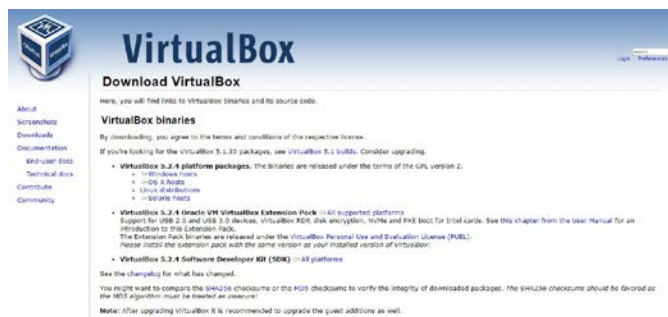 VirtualBox
search
Login Preferences
Download VirtualBox
Here, you will find links to VirtualBox binaries and its source code.
About
Screenshots
Downloads
Documentation
End-user docs
Technical docs
Contribute
Community
VirtualBox binaries
By downloading, you agree to the terms and conditions of the respective license.
If you're looking for the VirtualBox 5.1.30 packages, see VirtualBox 5.1 builds. Consider upgrading.
• VirtualBox 5.2.4 platform packages. The binaries are released under the terms of the GPL version 2.
Windows hosts
OS X hosts
Linux distributions
Solaris hosts
• VirtualBox 5.2.4 Oracle VM VirtualBox Extension Pack All supported platforms
Support for USB 2.0 and USB 3.0 devices, VirtualBox RDP, disk encryption, NVMe and PXE boot for Intel cards. See this chapter from the User Manual for an
introduction to this Extension Pack.
The Extension Pack binaries are released under the VirtualBox Personal Use and Evaluation License (PUEL).
Please install the extension pack with the same version as your installed version of VirtualBox:
• VirtualBox 5.2.4 Software Developer Kit (SDK) All platforms
See the changelog for what has changed.
You might want to compare the SHA256 checksums or the MD5 checksums to verify the integrity of downloaded packages. The SHA256 checksums should be favored as
the MD5 algorithm must be treated as insecure!
Note: After upgrading VirtualBox it is recommended to upgrade the guest additions as well.